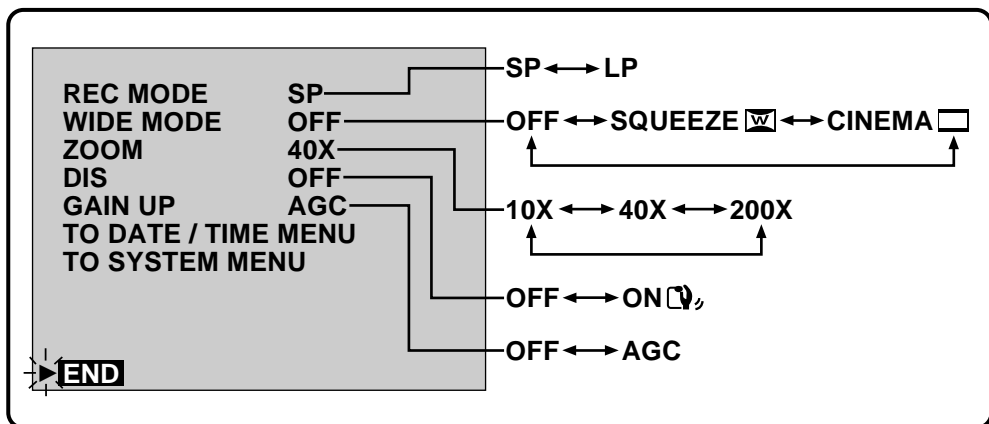 REC MODE SP
WIDE MODE OFF
ZOOM 40X
DIS OFF
GAIN UP AGC
TO DATE / TIME MENU
TO SYSTEM MENU
END
SP LP
OFF SQUEEZE W CINEMA
10X 40X 200X
OFF ON
OFF AGC